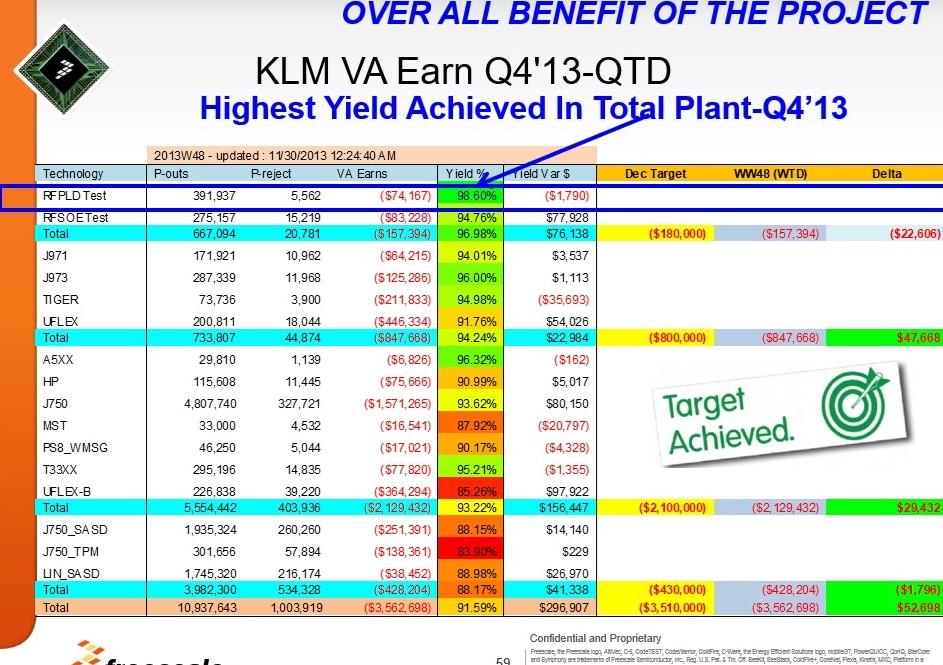 OVER ALL BENEFIT OF THE PROJECT
KLM VA Earn Q4'13-QTD
Highest Yield Achieved In Total Plant-Q4'13
2013W48 - updated : 11/30/2013 12:24:40 AM
Technology P-outs P-reject VA Earns Yield % Yield Var $ Dec Target WW48 (WTD) Delta
RFPLD Test 391,937 5,562 ($74,167) 98.60% ($1,790)
RFSOETest 275,157 15,219 ($83,228) 94.76% $77,928
Total 667,094 20,781 ($157,394) 96.98% $76,138 ($180,000) ($157,394) ($22,606)
J971 171,921 10,962 ($64,215) 94.01% $3,537
J973 287,339 11,968 ($125,286) 96.00% $1,113
TIGER 73,736 3,900 ($211,833) 94.98% ($35,693)
UFLEX 200,811 18,044 ($446,334) 91.76% $54,026
Total 733,807 44,874 ($847,668) 94.24% $22,984 ($800,000) ($847,668) $47,668
A5XX 29,810 1,139 ($6,826) 96.32% ($162)
HP 115,608 11,445 ($75,666) 90.99% $5,017
J750 4,807,740 327,721 ($1,571,265) 93.62% $80,150
MST 33,000 4,532 ($16,541) 87.92% ($20,797)
PS8_WMSG 46,250 5,044 ($17,021) 90.17% ($4,328)
T33XX 295,196 14,835 ($77,820) 95.21% ($1,355)
UFLEX-B 226,838 39,220 ($364,294) 85.26% $97,922
Total 5,554,442 403,936 ($2,129,432) 93.22% $156,447 ($2,100,000) ($2,129,432) $29,432
J750_SASD 1,935,324 260,260 ($251,391) 88.15% $14,140
J750_TPM 301,656 57,894 ($138,361) 83.90% $229
LIN_SASD 1,745,320 216,174 ($38,452) 88.98% $26,970
Total 3,982,300 534,328 ($428,204) 88.17% $41,338 ($430,000) ($428,204) ($1,796)
Total 10,937,643 1,003,919 ($3,562,698) 91.59% $296,907 ($3,510,000) ($3,562,698) $52,698
Target
Achieved.
Confidential and Proprietary
Freescale, the Freescale logo, AltiVec, C-5, CodeTEST, CodeWarrior, ColdFire, C-Ware, the Energy Efficient Solutions logo, mobileGT, PowerQUICC, QorIQ, StarCore
and Symphony are trademarks of Freescale Semiconductor, Inc., Reg. U.S. Pat. & Tm. Off. BeeKit, BeeStack, ColdFire+, CoreNet, Flexis, Kinetis, MXC, Platform in a
freescale
59